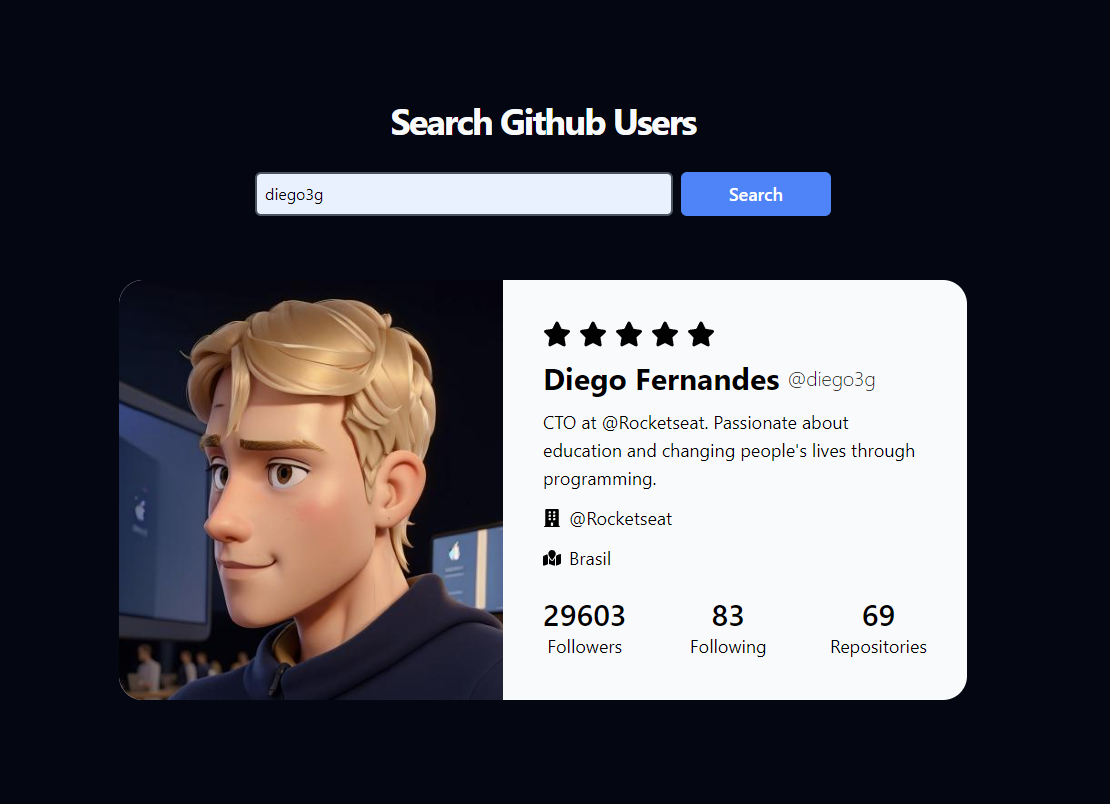 Search Github Users
diego3g
Search
Diego Fernandes @diego3g
CTO at @Rocketseat. Passionate about
education and changing people's lives through
programming.
@Rocketseat
Brasil
29603 83 69
Followers Following Repositories